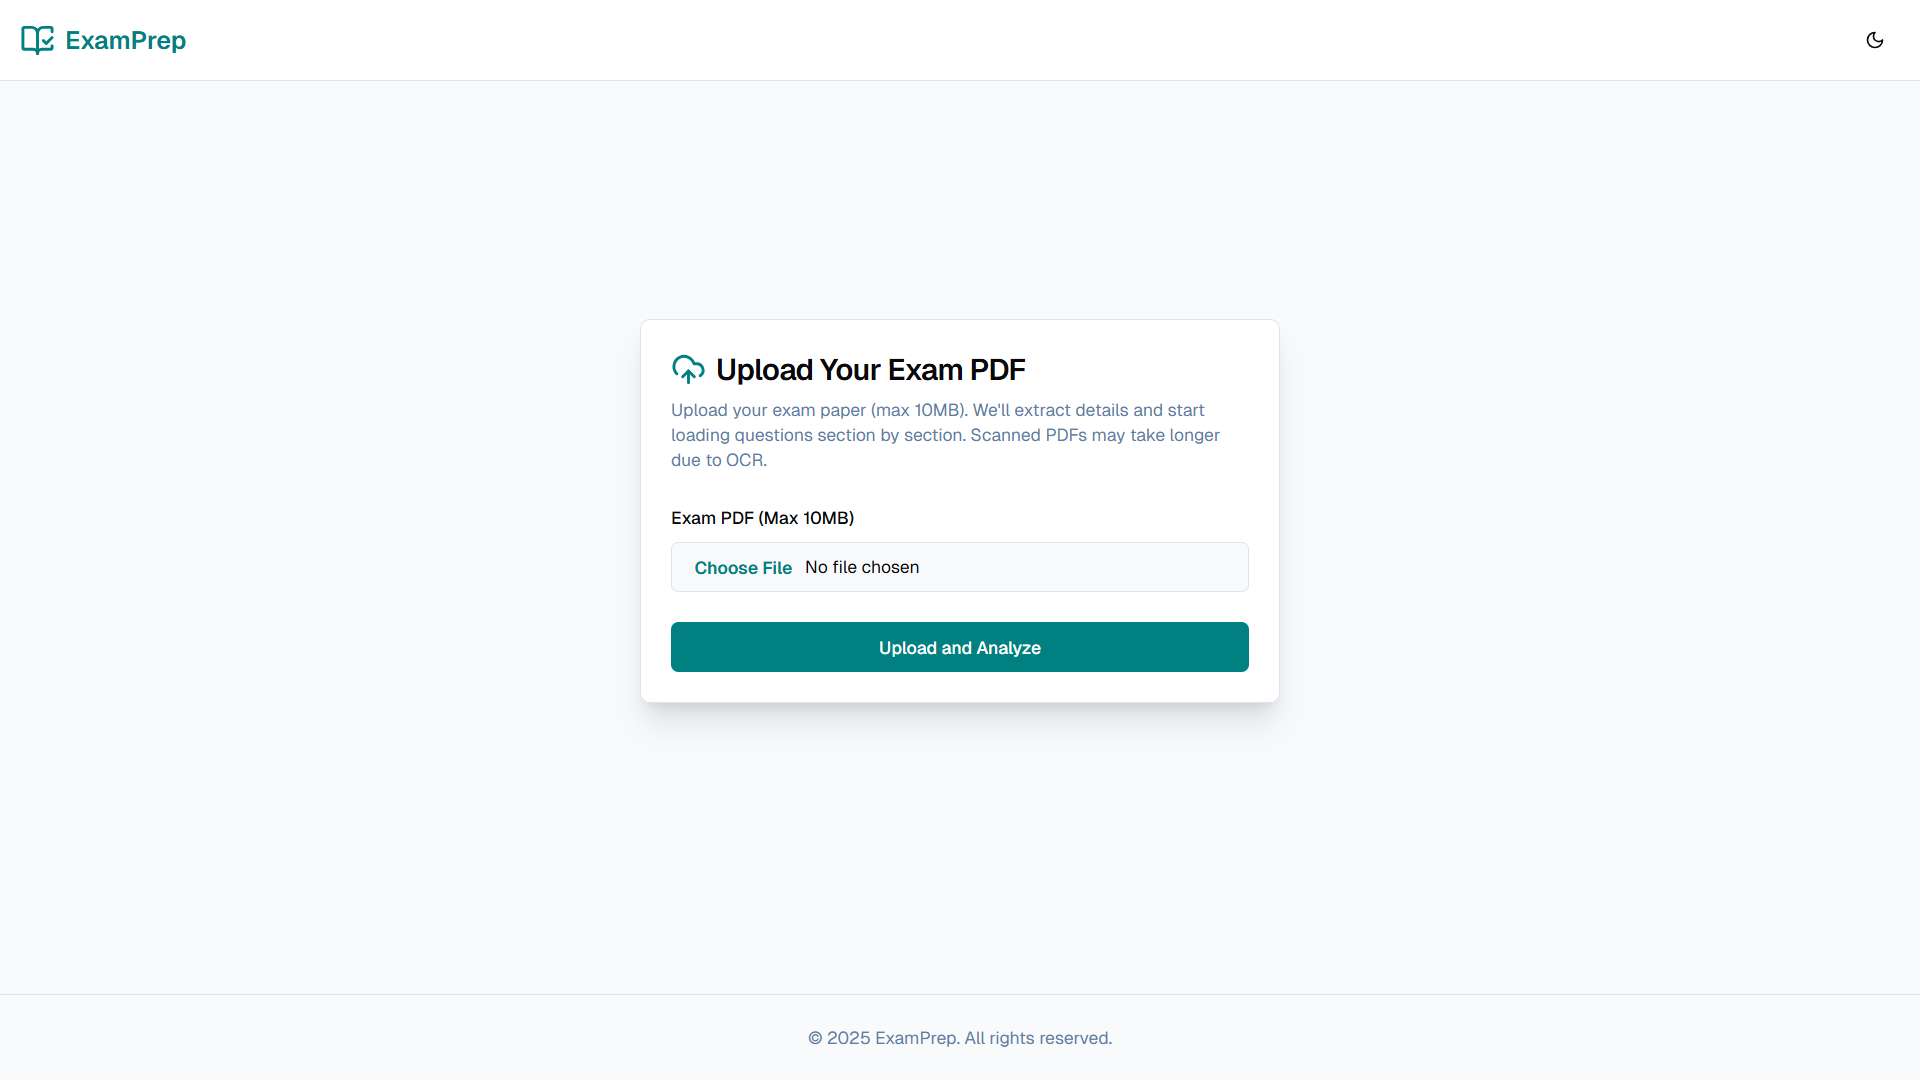 ExamPrep
Upload Your Exam PDF
Upload your exam paper (max 10MB). We'll extract details and start
loading questions section by section. Scanned PDFs may take longer
due to OCR.
Exam PDF (Max 10MB)
Choose File No file chosen
Upload and Analyze
© 2025 ExamPrep. All rights reserved.